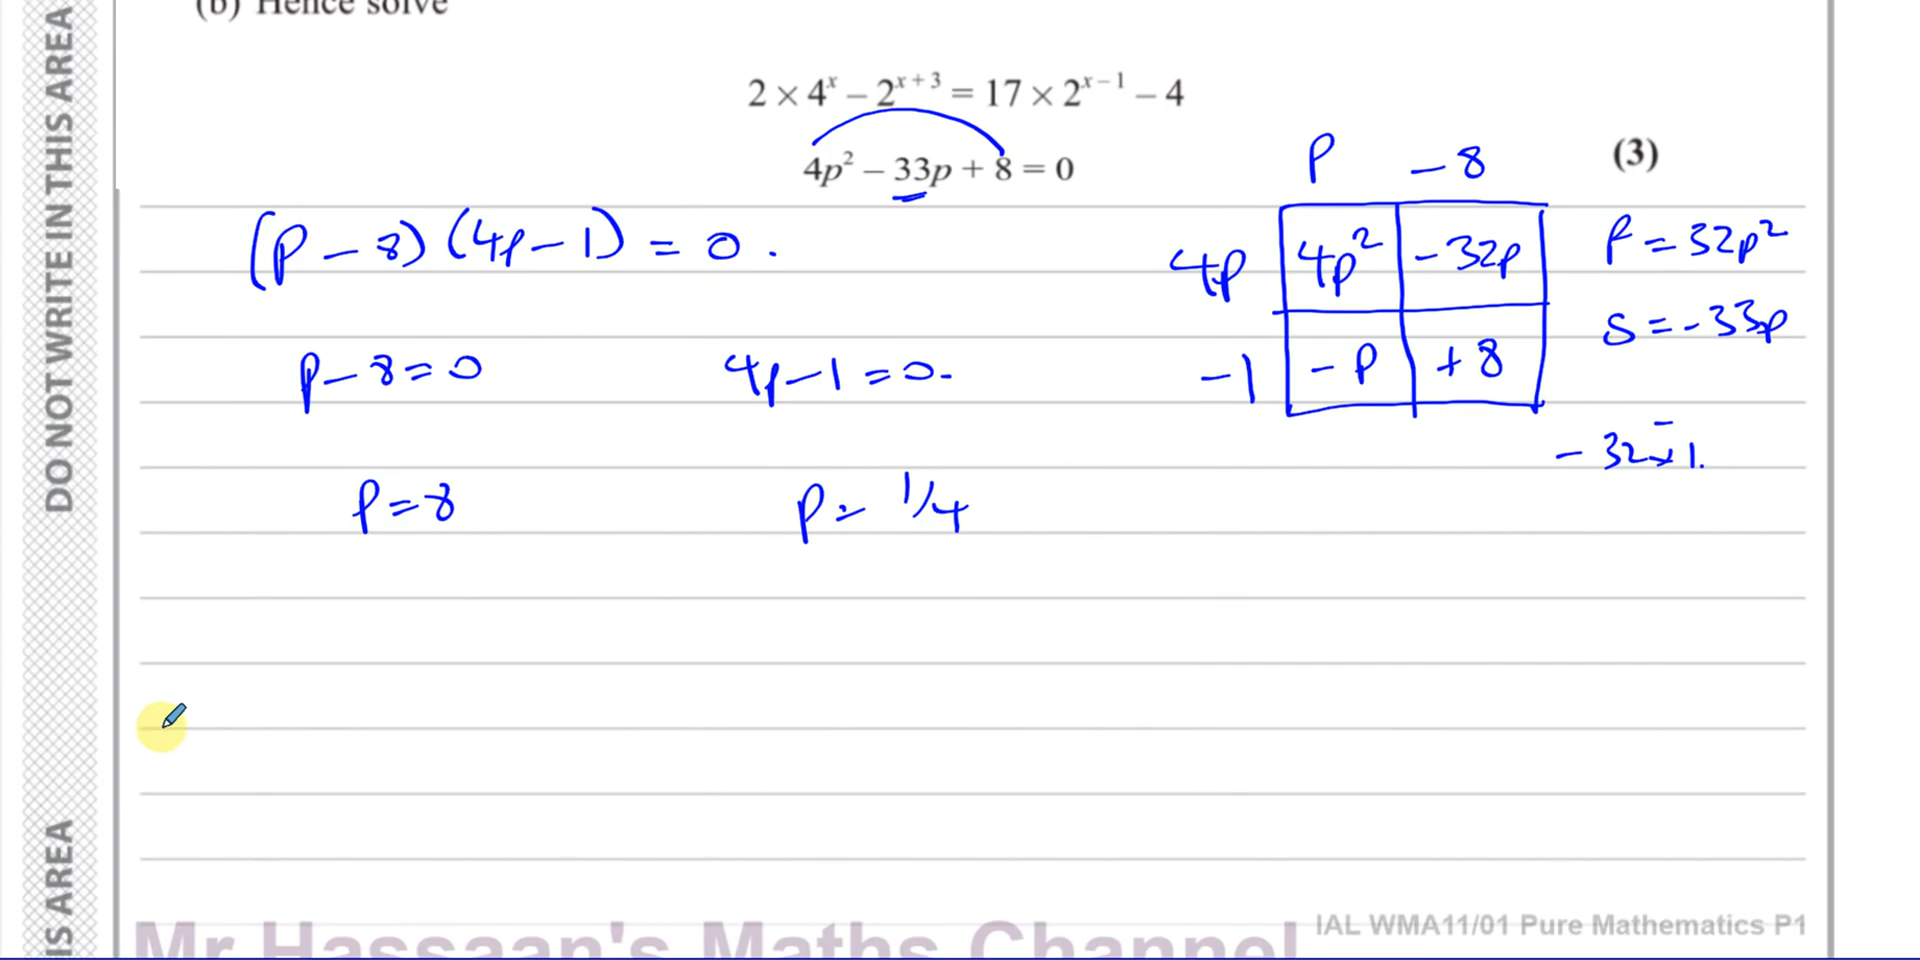 (b) Hence solve
2 × 4^x − 2^(x+3) = 17 × 2^(x−1) − 4
4p² − 33p + 8 = 0
(3)
(p − 8)(4p − 1) = 0.
p − 8 = 0
4p − 1 = 0.
p = 8
p = 1/4
P − 8
4p 4p² − 32p
− 1 − p + 8
P = 32p²
S = − 33p
− 32 × − 1.
DO NOT WRITE IN THIS AREA
IS AREA
Mr Hassaan's Maths Channel
IAL WMA11/01 Pure Mathematics P1